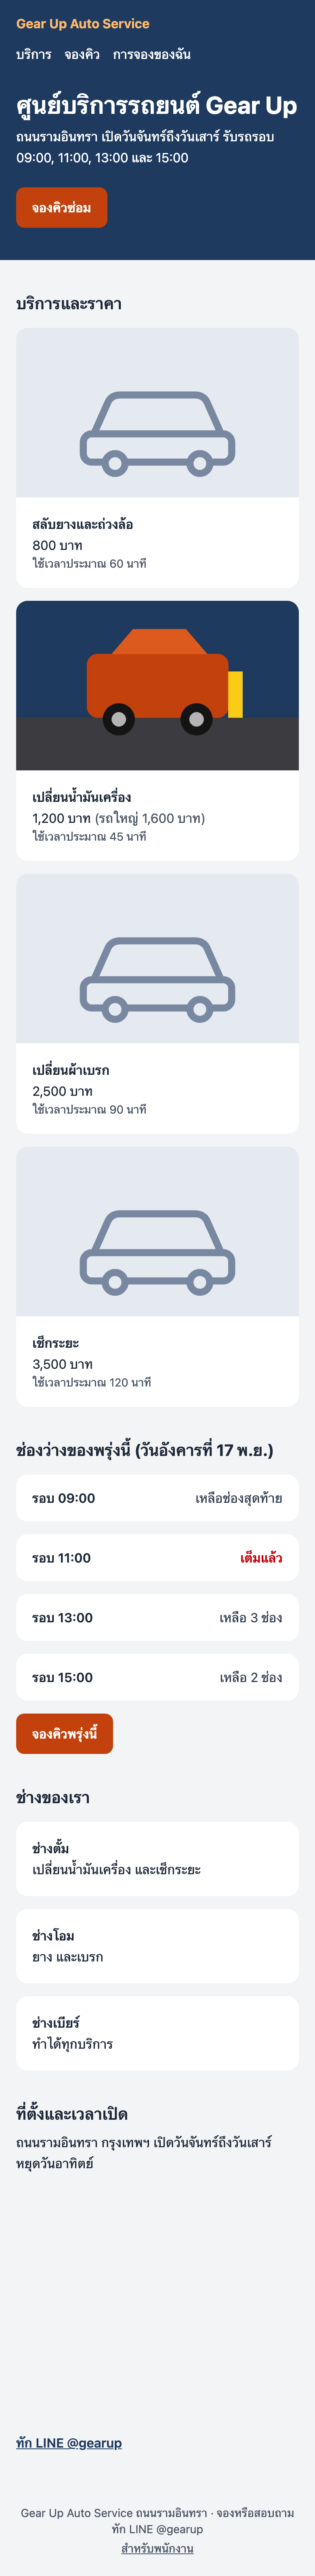 Gear Up Auto Service
บริการ จองคิว การจองของฉัน
ศูนย์บริการรถยนต์ Gear Up
ถนนรามอินทรา เปิดวันจันทร์ถึงวันเสาร์ รับรถรอบ
09:00, 11:00, 13:00 และ 15:00
จองคิวซ่อม
บริการและราคา
สลับยางและถ่วงล้อ
800 บาท
ใช้เวลาประมาณ 60 นาที
เปลี่ยนน้ำมันเครื่อง
1,200 บาท (รถใหญ่ 1,600 บาท)
ใช้เวลาประมาณ 45 นาที
เปลี่ยนผ้าเบรก
2,500 บาท
ใช้เวลาประมาณ 90 นาที
เช็กระยะ
3,500 บาท
ใช้เวลาประมาณ 120 นาที
ช่องว่างของพรุ่งนี้ (วันอังคารที่ 17 พ.ย.)
รอบ 09:00 เหลือช่องสุดท้าย
รอบ 11:00 เต็มแล้ว
รอบ 13:00 เหลือ 3 ช่อง
รอบ 15:00 เหลือ 2 ช่อง
จองคิวพรุ่งนี้
ช่างของเรา
ช่างตั้ม
เปลี่ยนน้ำมันเครื่อง และเช็กระยะ
ช่างโอม
ยาง และเบรก
ช่างเบียร์
ทำได้ทุกบริการ
ที่ตั้งและเวลาเปิด
ถนนรามอินทรา กรุงเทพฯ เปิดวันจันทร์ถึงวันเสาร์
หยุดวันอาทิตย์
ทัก LINE @gearup
Gear Up Auto Service ถนนรามอินทรา · จองหรือสอบถาม
ทัก LINE @gearup
สำหรับพนักงาน